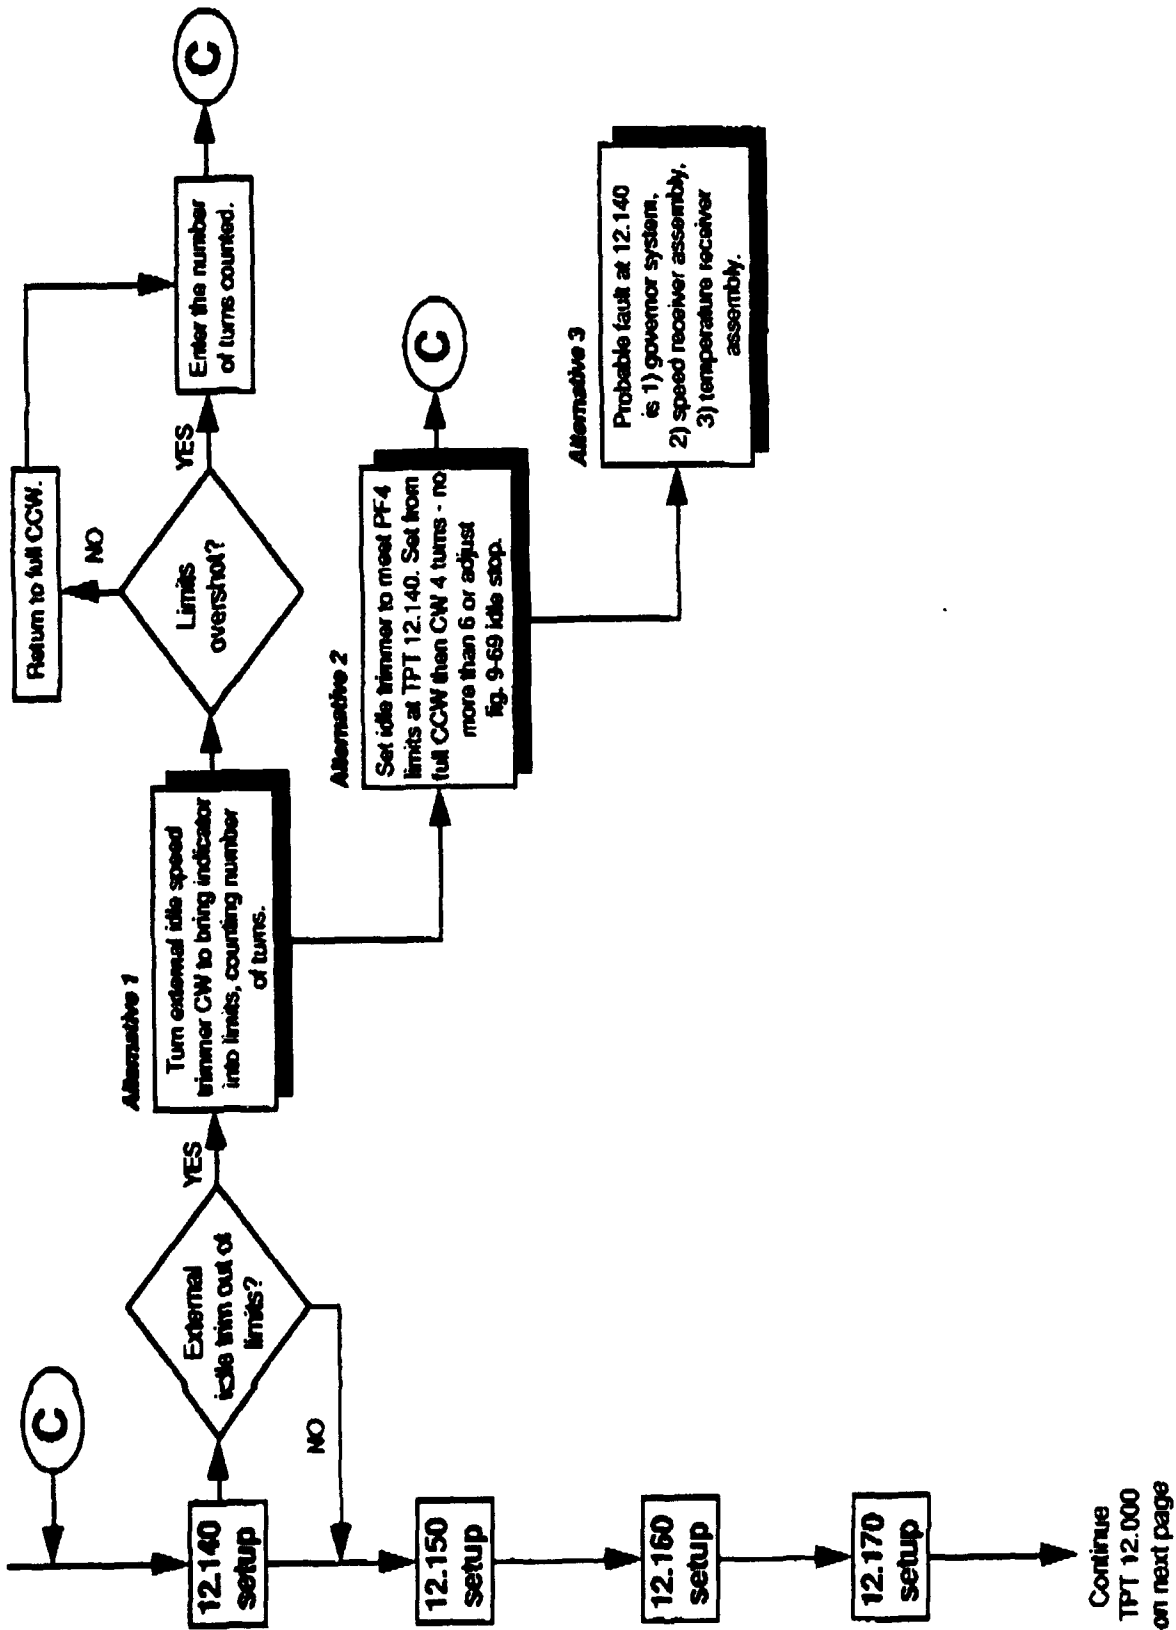 C
12.140
setup
External
idle trim out of
limits?
YES
NO
Alternative 1
Turn external idle speed
trimmer CW to bring indicator
into limits, counting number
of turns.
Limits
overshot?
NO
Return to full CCW.
YES
Enter the number
of turns counted.
C
Alternative 2
Set idle trimmer to meet PF4
limits at TPT 12.140. Set from
full CCW then CW 4 turns - no
more than 6 or adjust
fig. 9-69 idle stop.
C
Alternative 3
Probable fault at 12.140
is 1) governor system,
2) speed receiver assembly,
3) temperature receiver
assembly.
12.150
setup
12.160
setup
12.170
setup
Continue
TPT 12.000
on next page